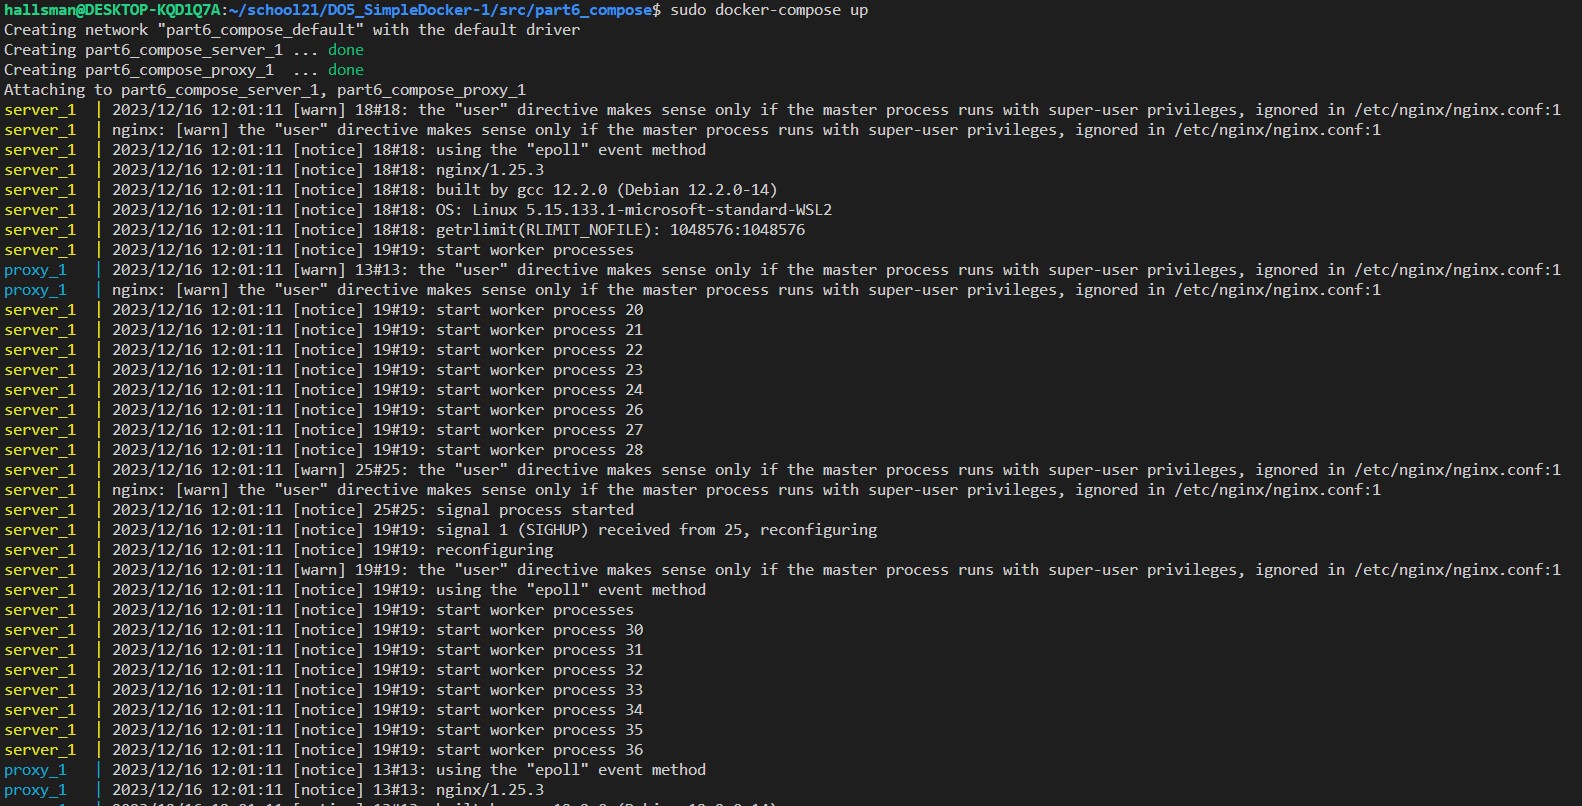 hallsman@DESKTOP-KQD1Q7A:~/school21/DO5_SimpleDocker-1/src/part6_compose$ sudo docker-compose up
Creating network "part6_compose_default" with the default driver
Creating part6_compose_server_1 ... done
Creating part6_compose_proxy_1  ... done
Attaching to part6_compose_server_1, part6_compose_proxy_1
server_1  | 2023/12/16 12:01:11 [warn] 18#18: the "user" directive makes sense only if the master process runs with super-user privileges, ignored in /etc/nginx/nginx.conf:1
server_1  | nginx: [warn] the "user" directive makes sense only if the master process runs with super-user privileges, ignored in /etc/nginx/nginx.conf:1
server_1  | 2023/12/16 12:01:11 [notice] 18#18: using the "epoll" event method
server_1  | 2023/12/16 12:01:11 [notice] 18#18: nginx/1.25.3
server_1  | 2023/12/16 12:01:11 [notice] 18#18: built by gcc 12.2.0 (Debian 12.2.0-14)
server_1  | 2023/12/16 12:01:11 [notice] 18#18: OS: Linux 5.15.133.1-microsoft-standard-WSL2
server_1  | 2023/12/16 12:01:11 [notice] 18#18: getrlimit(RLIMIT_NOFILE): 1048576:1048576
server_1  | 2023/12/16 12:01:11 [notice] 19#19: start worker processes
proxy_1   | 2023/12/16 12:01:11 [warn] 13#13: the "user" directive makes sense only if the master process runs with super-user privileges, ignored in /etc/nginx/nginx.conf:1
proxy_1   | nginx: [warn] the "user" directive makes sense only if the master process runs with super-user privileges, ignored in /etc/nginx/nginx.conf:1
server_1  | 2023/12/16 12:01:11 [notice] 19#19: start worker process 20
server_1  | 2023/12/16 12:01:11 [notice] 19#19: start worker process 21
server_1  | 2023/12/16 12:01:11 [notice] 19#19: start worker process 22
server_1  | 2023/12/16 12:01:11 [notice] 19#19: start worker process 23
server_1  | 2023/12/16 12:01:11 [notice] 19#19: start worker process 24
server_1  | 2023/12/16 12:01:11 [notice] 19#19: start worker process 26
server_1  | 2023/12/16 12:01:11 [notice] 19#19: start worker process 27
server_1  | 2023/12/16 12:01:11 [notice] 19#19: start worker process 28
server_1  | 2023/12/16 12:01:11 [warn] 25#25: the "user" directive makes sense only if the master process runs with super-user privileges, ignored in /etc/nginx/nginx.conf:1
server_1  | nginx: [warn] the "user" directive makes sense only if the master process runs with super-user privileges, ignored in /etc/nginx/nginx.conf:1
server_1  | 2023/12/16 12:01:11 [notice] 25#25: signal process started
server_1  | 2023/12/16 12:01:11 [notice] 19#19: signal 1 (SIGHUP) received from 25, reconfiguring
server_1  | 2023/12/16 12:01:11 [notice] 19#19: reconfiguring
server_1  | 2023/12/16 12:01:11 [warn] 19#19: the "user" directive makes sense only if the master process runs with super-user privileges, ignored in /etc/nginx/nginx.conf:1
server_1  | 2023/12/16 12:01:11 [notice] 19#19: using the "epoll" event method
server_1  | 2023/12/16 12:01:11 [notice] 19#19: start worker processes
server_1  | 2023/12/16 12:01:11 [notice] 19#19: start worker process 30
server_1  | 2023/12/16 12:01:11 [notice] 19#19: start worker process 31
server_1  | 2023/12/16 12:01:11 [notice] 19#19: start worker process 32
server_1  | 2023/12/16 12:01:11 [notice] 19#19: start worker process 33
server_1  | 2023/12/16 12:01:11 [notice] 19#19: start worker process 34
server_1  | 2023/12/16 12:01:11 [notice] 19#19: start worker process 35
server_1  | 2023/12/16 12:01:11 [notice] 19#19: start worker process 36
proxy_1   | 2023/12/16 12:01:11 [notice] 13#13: using the "epoll" event method
proxy_1   | 2023/12/16 12:01:11 [notice] 13#13: nginx/1.25.3